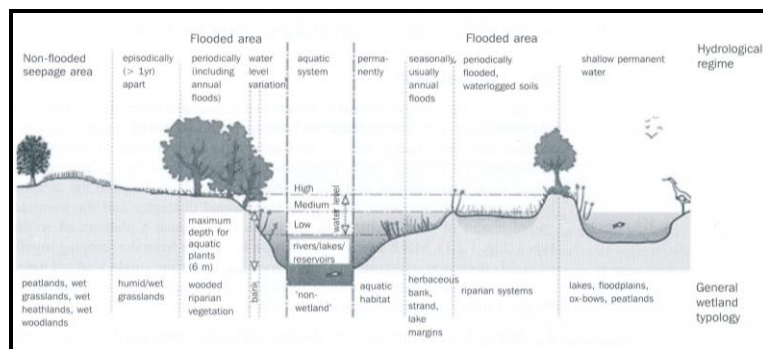 Flooded area
Flooded area
Non-flooded
seepage area
episodically
(> 1yr)
apart
periodically
(including
annual
floods)
water
level
variation
aquatic
system
perma-
nently
seasonally,
usually
annual
floods
periodically
flooded,
waterlogged soils
shallow permanent
water
Hydrological
regime
High
Medium
Low
water level
maximum
depth for
aquatic
plants
(6 m)
rivers/lakes/
reservoirs
bank
peatlands, wet
grasslands, wet
heathlands, wet
woodlands
humid/wet
grasslands
wooded
riparian
vegetation
'non-
wetland'
aquatic
habitat
herbaceous
bank,
strand,
lake
margins
riparian systems
lakes, floodplains,
ox-bows, peatlands
General
wetland
typology